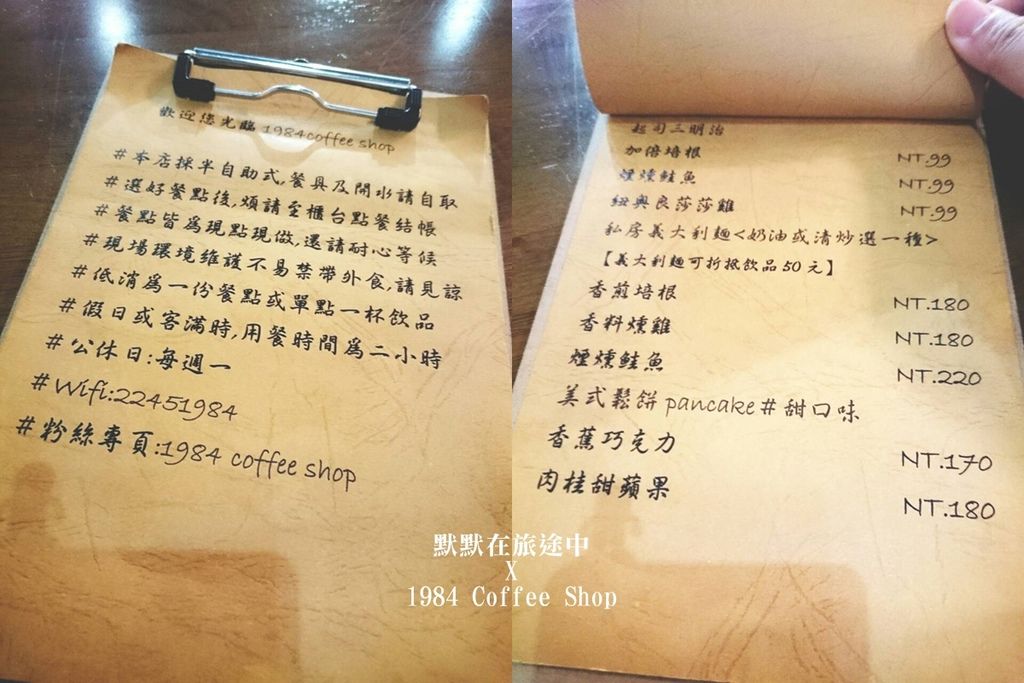 歡迎您光臨 1984coffee shop
#本店採半自助式,餐具及開水請自取
#選好餐點後,煩請至櫃台點餐結帳
#餐點皆為現點現做,還請耐心等候
#現場環境維護不易禁帶外食,請見諒
#低消為一份餐點或單點一杯飲品
#假日或客滿時,用餐時間為二小時
#公休日:每週一
#Wifi:22451984
#粉絲專頁:1984 coffee shop
起司三明治
加倍培根 NT.99
煙燻鮭魚 NT.99
紐奧良莎莎雞 NT.99
私房義大利麵<奶油或清炒選一種>
【義大利麵可折抵飲品50元】
香煎培根 NT.180
香料燻雞 NT.180
煙燻鮭魚 NT.220
美式鬆餅pancake#甜口味
香蕉巧克力 NT.170
肉桂甜蘋果 NT.180
默默在旅途中
X
1984 Coffee Shop